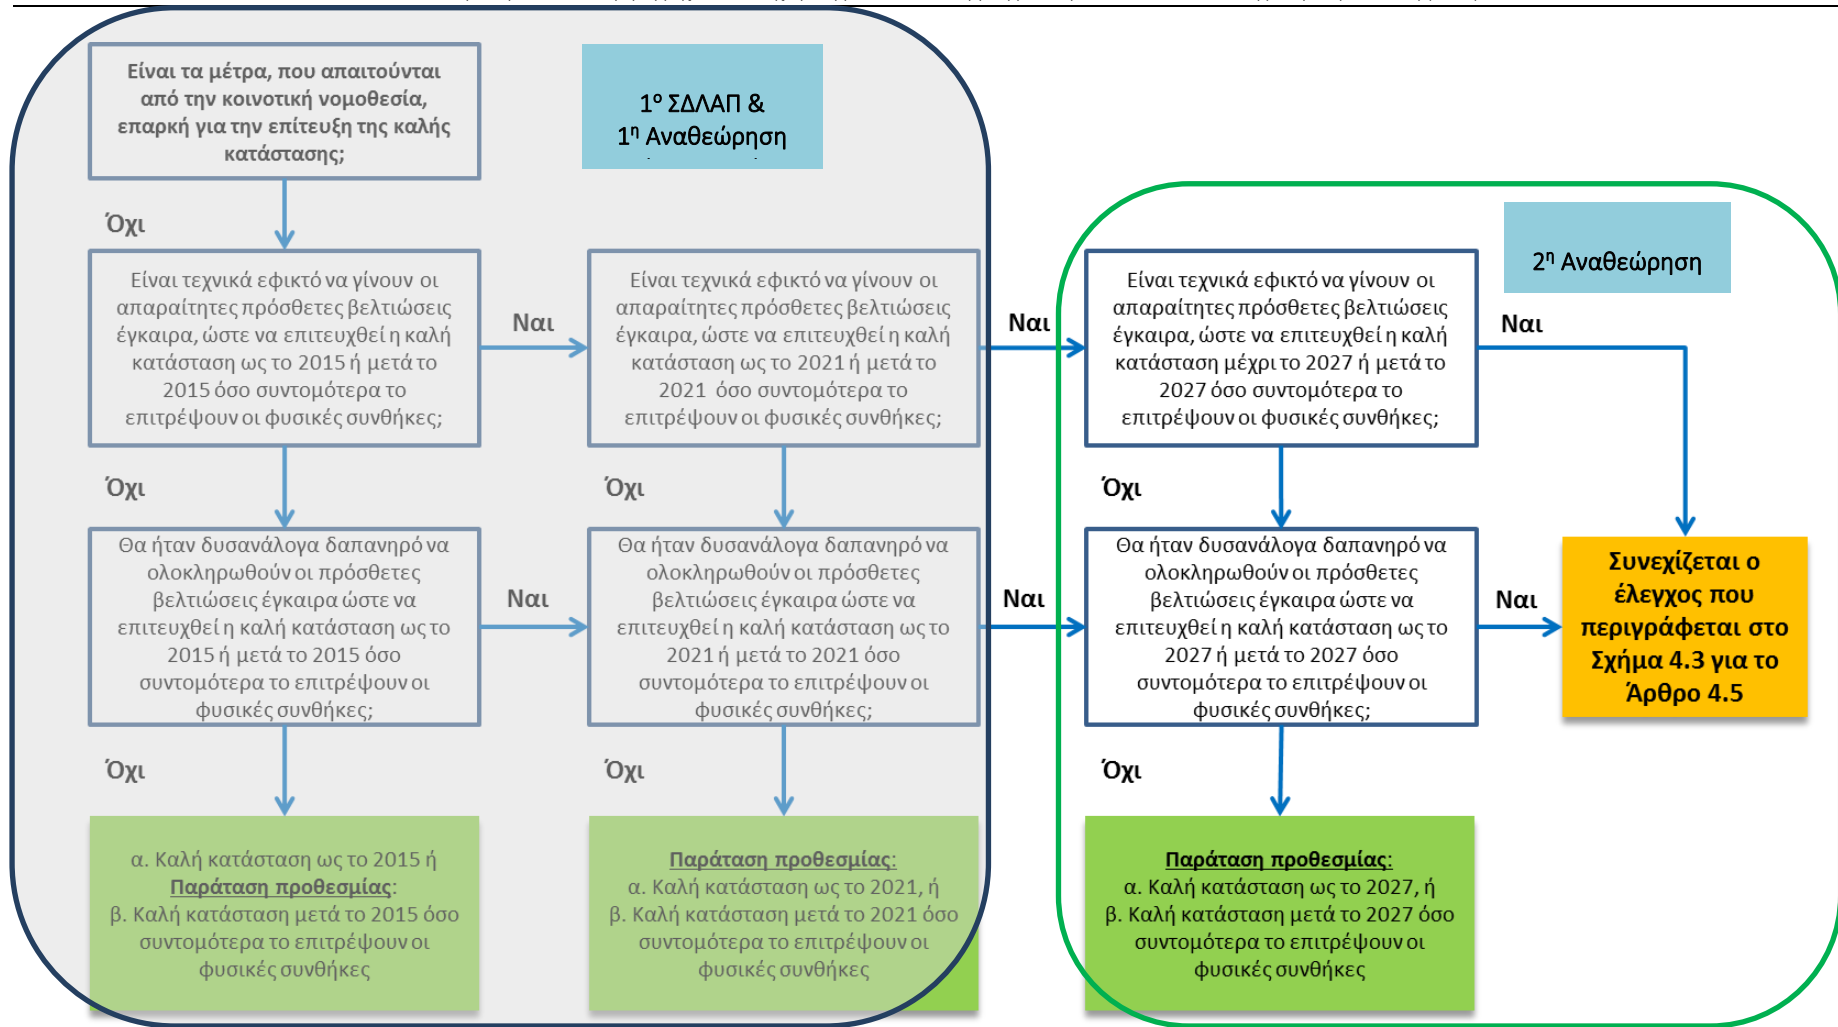 Είναι τα μέτρα, που απαιτούνται
από την κοινοτική νομοθεσία,
επαρκή για την επίτευξη της καλής
κατάστασης;
1ο ΣΔΛΑΠ &
1η Αναθεώρηση
2η Αναθεώρηση
Όχι
Είναι τεχνικά εφικτό να γίνουν οι
απαραίτητες πρόσθετες βελτιώσεις
έγκαιρα, ώστε να επιτευχθεί η καλή
κατάσταση ως το 2015 ή μετά το
2015 όσο συντομότερα το
επιτρέψουν οι φυσικές συνθήκες;
Ναι
Είναι τεχνικά εφικτό να γίνουν οι
απαραίτητες πρόσθετες βελτιώσεις
έγκαιρα, ώστε να επιτευχθεί η καλή
κατάσταση ως το 2021 ή μετά το
2021 όσο συντομότερα το
επιτρέψουν οι φυσικές συνθήκες;
Ναι
Είναι τεχνικά εφικτό να γίνουν οι
απαραίτητες πρόσθετες βελτιώσεις
έγκαιρα, ώστε να επιτευχθεί η καλή
κατάσταση μέχρι το 2027 ή μετά το
2027 όσο συντομότερα το
επιτρέψουν οι φυσικές συνθήκες;
Ναι
Όχι
Όχι
Όχι
Θα ήταν δυσανάλογα δαπανηρό να
ολοκληρωθούν οι πρόσθετες
βελτιώσεις έγκαιρα ώστε να
επιτευχθεί η καλή κατάσταση ως το
2015 ή μετά το 2015 όσο
συντομότερα το επιτρέψουν οι
φυσικές συνθήκες;
Ναι
Θα ήταν δυσανάλογα δαπανηρό να
ολοκληρωθούν οι πρόσθετες
βελτιώσεις έγκαιρα ώστε να
επιτευχθεί η καλή κατάσταση ως το
2021 ή μετά το 2021 όσο
συντομότερα το επιτρέψουν οι
φυσικές συνθήκες;
Ναι
Θα ήταν δυσανάλογα δαπανηρό να
ολοκληρωθούν οι πρόσθετες
βελτιώσεις έγκαιρα ώστε να
επιτευχθεί η καλή κατάσταση ως το
2027 ή μετά το 2027 όσο
συντομότερα το επιτρέψουν οι
φυσικές συνθήκες;
Ναι
Συνεχίζεται ο
έλεγχος που
περιγράφεται στο
Σχήμα 4.3 για το
Άρθρο 4.5
Όχι
Όχι
Όχι
α. Καλή κατάσταση ως το 2015 ή
Παράταση προθεσμίας:
β. Καλή κατάσταση μετά το 2015 όσο
συντομότερα το επιτρέψουν οι
φυσικές συνθήκες
Παράταση προθεσμίας:
α. Καλή κατάσταση ως το 2021, ή
β. Καλή κατάσταση μετά το 2021 όσο
συντομότερα το επιτρέψουν οι
φυσικές συνθήκες
Παράταση προθεσμίας:
α. Καλή κατάσταση ως το 2027, ή
β. Καλή κατάσταση μετά το 2027 όσο
συντομότερα το επιτρέψουν οι
φυσικές συνθήκες